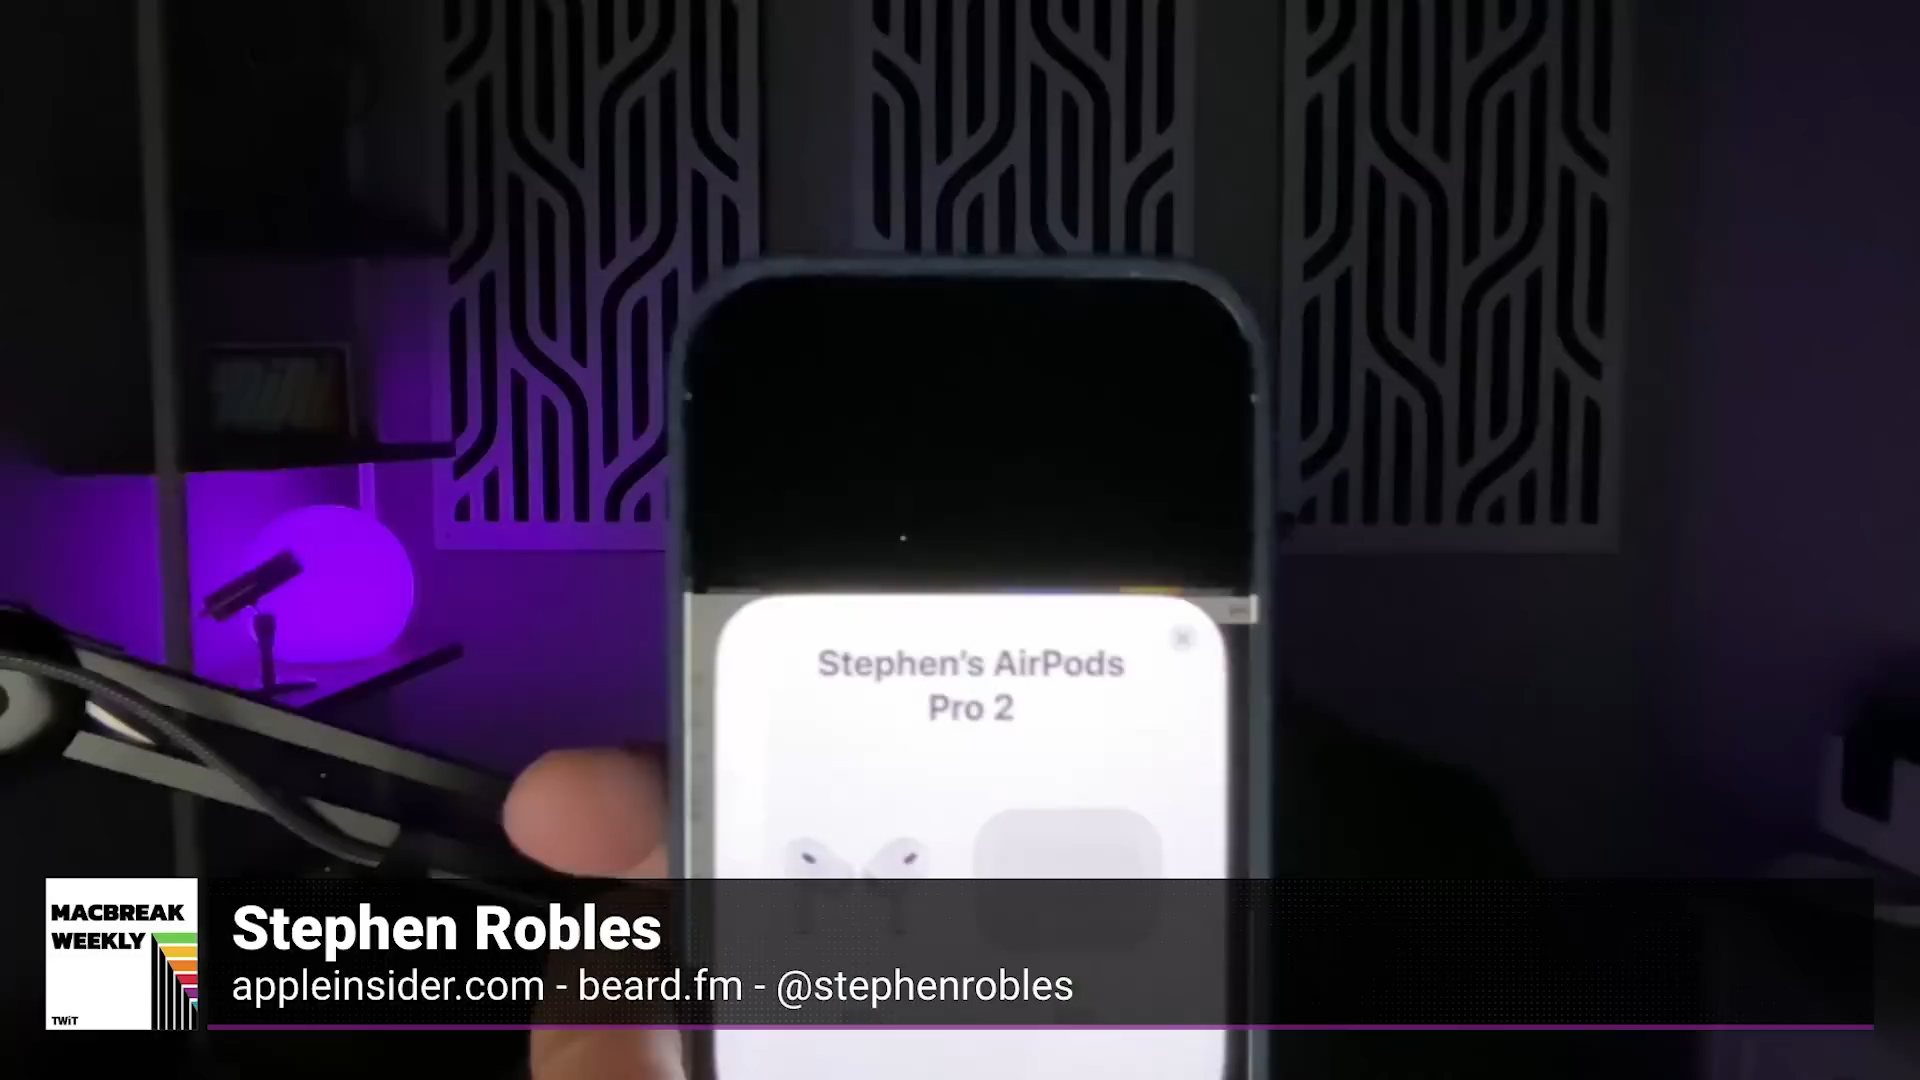 Stephen's AirPods
Pro 2
MACBREAK
WEEKLY
TWiT
Stephen Robles
appleinsider.com - beard.fm - @stephenrobles